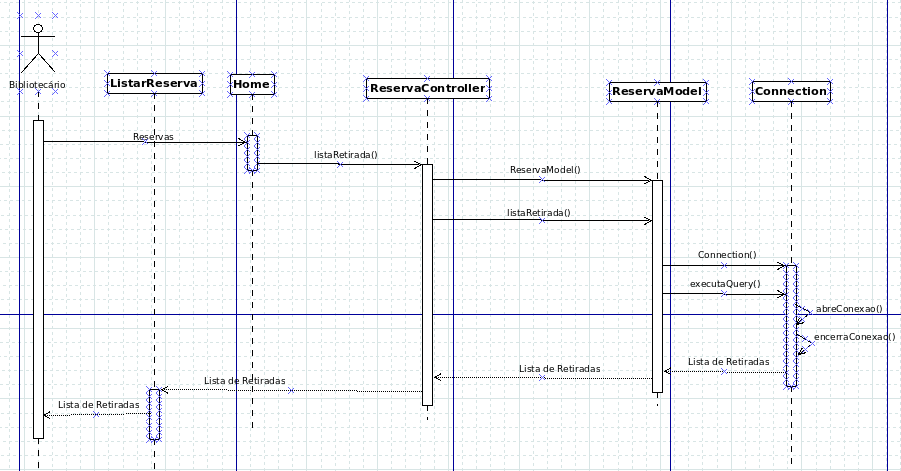 Bibliotecário
ListarReserva
Home
ReservaController
ReservaModel
Connection
Reservas
listaRetirada()
ReservaModel()
listaRetirada()
Connection()
executaQuery()
abreConexao()
encerraConexao()
Lista de Retiradas
Lista de Retiradas
Lista de Retiradas
Lista de Retiradas